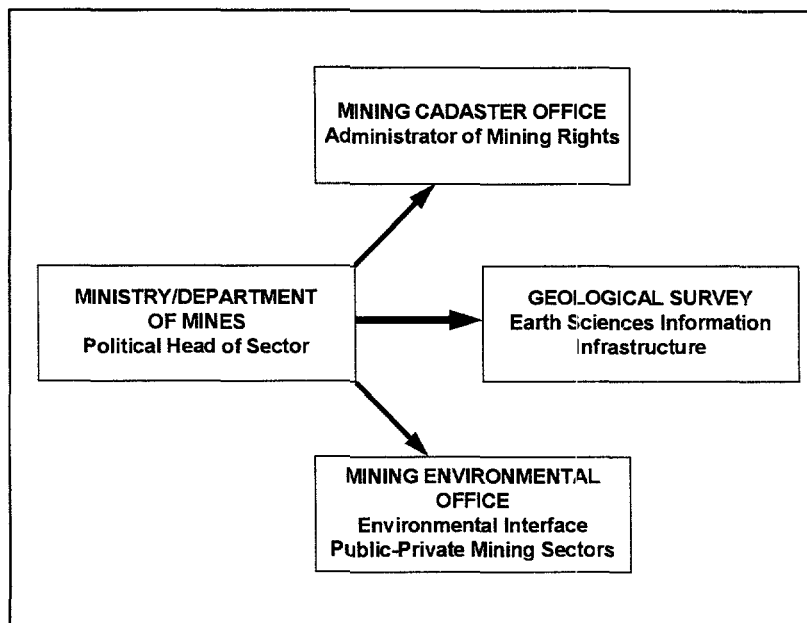 MINING CADASTER OFFICE
Administrator of Mining Rights
MINISTRY/DEPARTMENT
OF MINES
Political Head of Sector
GEOLOGICAL SURVEY
Earth Sciences Information
Infrastructure
MINING ENVIRONMENTAL
OFFICE
Environmental Interface
Public-Private Mining Sectors